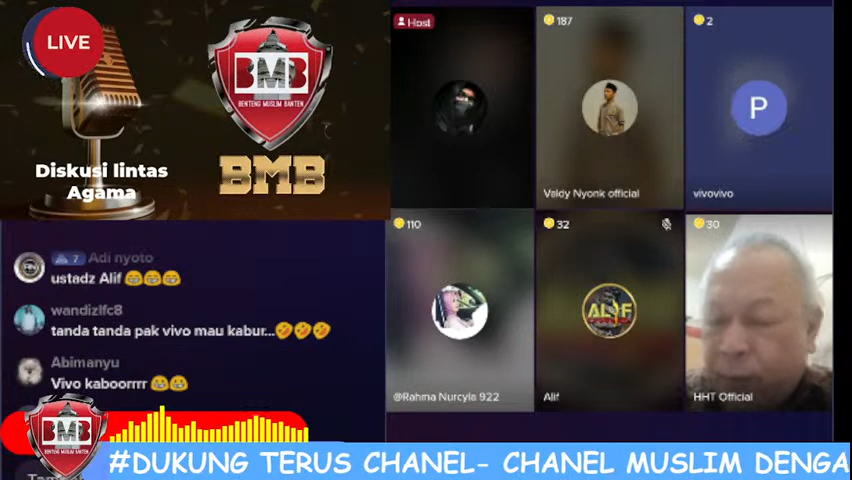 LIVE
BMB
BENTENG MUSLIM BANTEN
BMB
Diskusi lintas
Agama
Host
187
Valdy Nyonk official
2
P
vivovivo
110
@Rahma Nurcyla 922
32
ALIF
Alif
30
HHT Official
7 Adi nyoto
ustadz Alif 😂😂😂
wandizlfc8
tanda tanda pak vivo mau kabur...🤣🤣🤣
Abimanyu
Vivo kaboorrrr 😂😂
BMB
#DUKUNG TERUS CHANEL- CHANEL MUSLIM DENGA